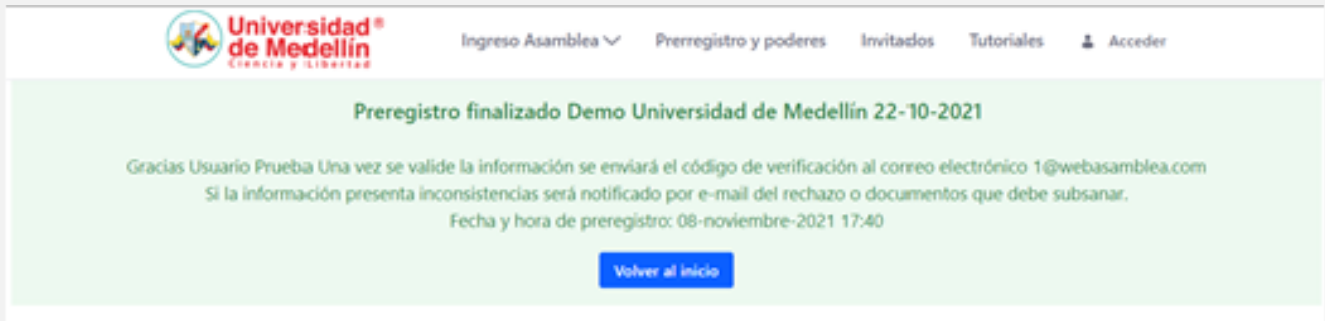 Universidad®
de Medellín
Ciencia y Libertad
Ingreso Asamblea
Prerregistro y poderes
Invitados
Tutoriales
Acceder
Preregistro finalizado Demo Universidad de Medellín 22-10-2021
Gracias Usuario Prueba Una vez se valide la información se enviará el código de verificación al correo electrónico 1@webasamblea.com
Si la información presenta inconsistencias será notificado por e-mail del rechazo o documentos que debe subsanar.
Fecha y hora de preregistro: 08-noviembre-2021 17:40
Volver al inicio